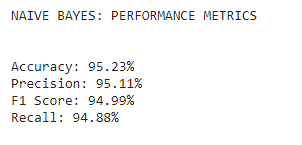 NAIVE BAYES: PERFORMANCE METRICS
Accuracy: 95.23%
Precision: 95.11%
F1 Score: 94.99%
Recall: 94.88%